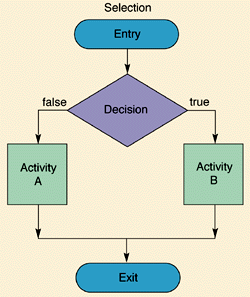 Selection
Entry
false
Decision
true
Activity
A
Activity
B
Exit